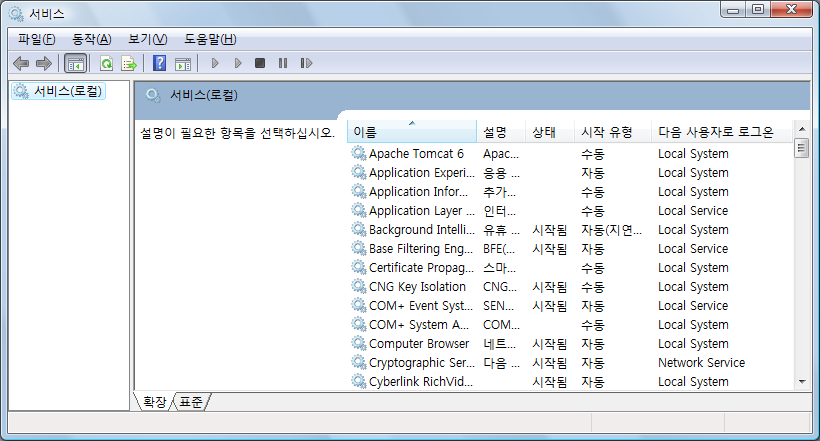 서비스
파일(F) 동작(A) 보기(V) 도움말(H)
서비스(로컬)
서비스(로컬)
설명이 필요한 항목을 선택하십시오.
이름 설명 상태 시작 유형 다음 사용자로 로그온
Apache Tomcat 6 Apac... 수동 Local System
Application Experi... 응용 ... 자동 Local System
Application Infor... 추가... 수동 Local System
Application Layer ... 인터... 수동 Local Service
Background Intelli... 유휴 ... 시작됨 자동(지연... Local System
Base Filtering Eng... BFE(... 시작됨 자동 Local Service
Certificate Propag... 스마... 수동 Local System
CNG Key Isolation CNG... 시작됨 수동 Local System
COM+ Event Syst... SEN... 시작됨 자동 Local Service
COM+ System A... COM... 수동 Local System
Computer Browser 네트... 시작됨 자동 Local System
Cryptographic Ser... 다음 ... 시작됨 자동 Network Service
Cyberlink RichVid... 시작됨 자동 Local System
확장 표준